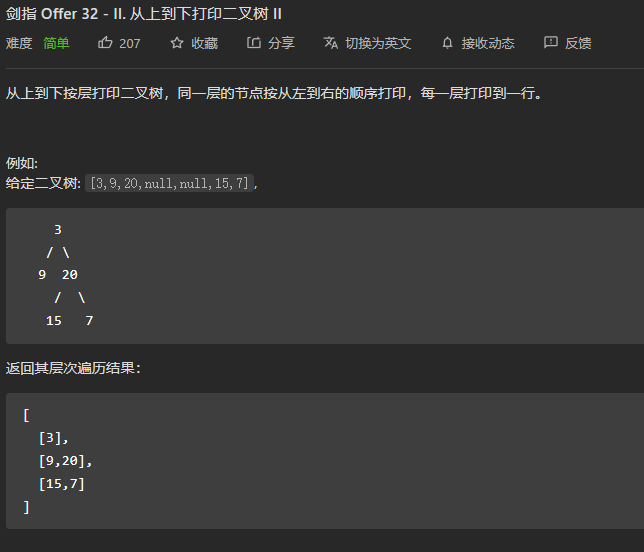 剑指 Offer 32 - II. 从上到下打印二叉树 II
难度 简单 207 收藏 分享 切换为英文 接收动态 反馈
从上到下按层打印二叉树，同一层的节点按从左到右的顺序打印，每一层打印到一行。
例如:
给定二叉树: [3,9,20,null,null,15,7],
    3
   / \
  9  20
    /  \
   15   7
返回其层次遍历结果：
[
  [3],
  [9,20],
  [15,7]
]